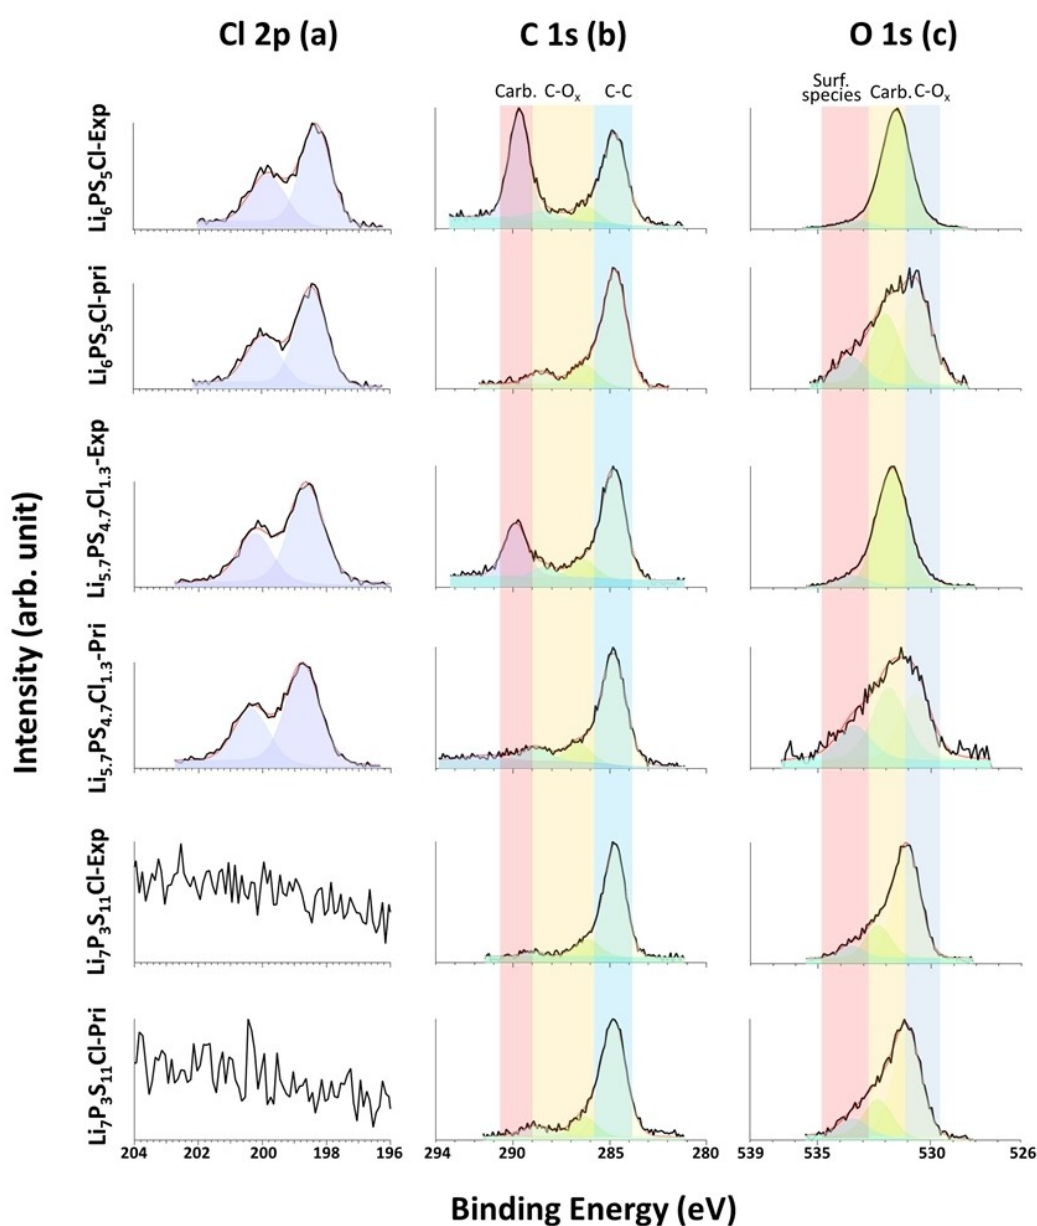 Cl 2p (a) C 1s (b) O 1s (c)
Carb. C-Oₓ C-C
Surf. species Carb. C-Oₓ
Li₆PS₅Cl-Exp
Li₆PS₅Cl-pri
Li₅.₇PS₄.₇Cl₁.₃-Exp
Li₅.₇PS₄.₇Cl₁.₃-Pri
Li₇P₃S₁₁Cl-Exp
Li₇P₃S₁₁Cl-Pri
Intensity (arb. unit)
204 202 200 198 196
294 290 285 280
539 535 530 526
Binding Energy (eV)